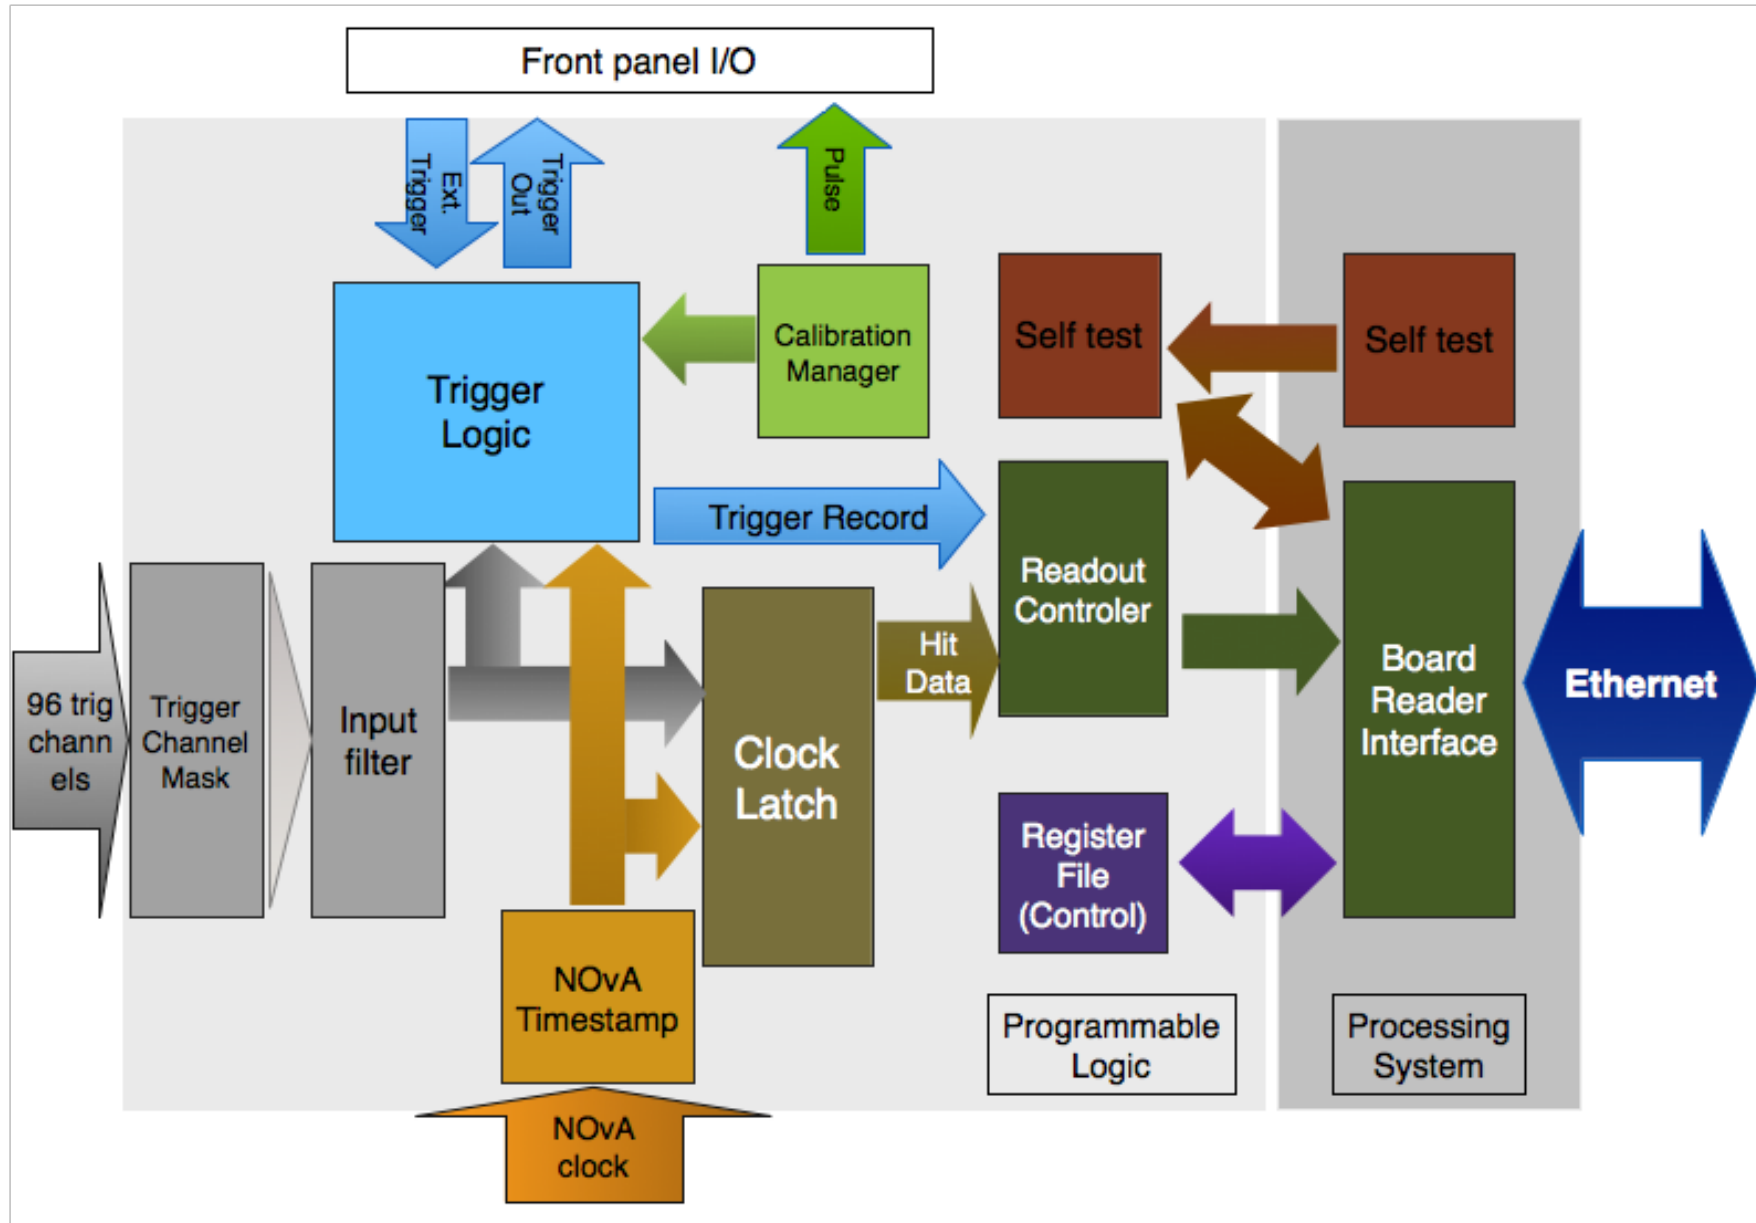 Front panel I/O
Ext.
Trigger
Trigger
Out
Pulse
Calibration
Manager
Self test
Self test
Trigger
Logic
Trigger Record
Readout
Controler
Hit
Data
96 trig
chann
els
Trigger
Channel
Mask
Input
filter
Clock
Latch
Board
Reader
Interface
Ethernet
Register
File
(Control)
NOvA
Timestamp
Programmable
Logic
Processing
System
NOvA
clock